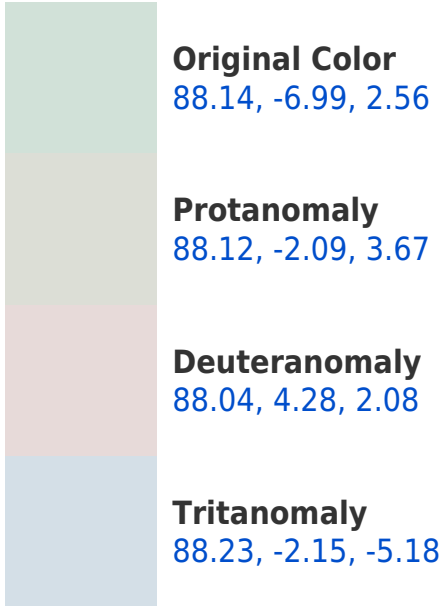 Original Color
88.14, -6.99, 2.56
Protanomaly
88.12, -2.09, 3.67
Deuteranomaly
88.04, 4.28, 2.08
Tritanomaly
88.23, -2.15, -5.18